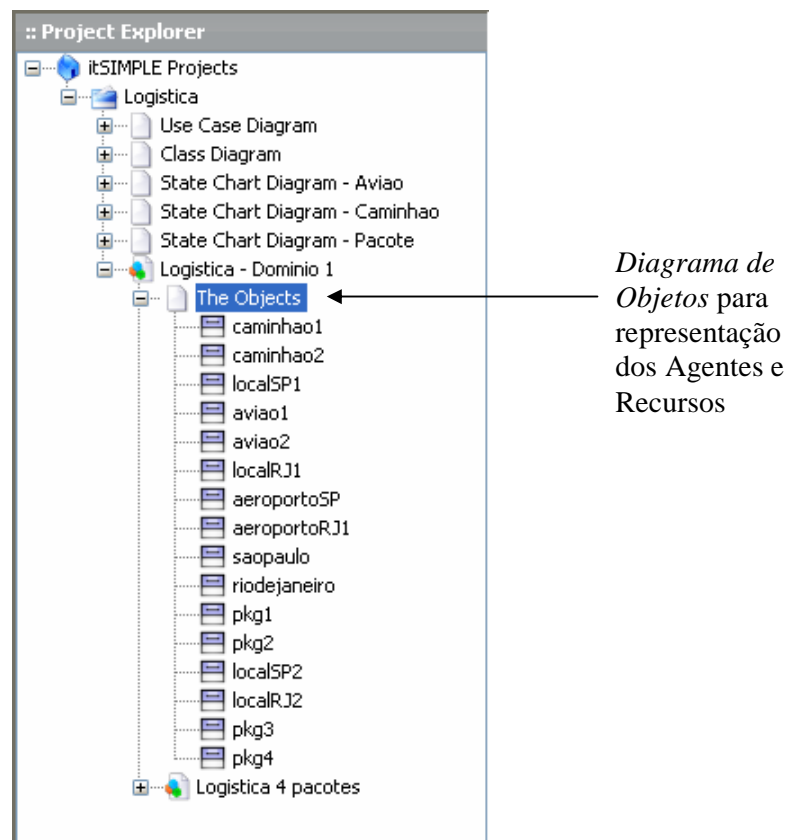 :: Project Explorer
itSIMPLE Projects
Logistica
Use Case Diagram
Class Diagram
State Chart Diagram - Aviao
State Chart Diagram - Caminhao
State Chart Diagram - Pacote
Logistica - Dominio 1
The Objects
caminhao1
caminhao2
localSP1
aviao1
aviao2
localRJ1
aeroportoSP
aeroportoRJ1
saopaulo
riodejaneiro
pkg1
pkg2
localSP2
localRJ2
pkg3
pkg4
Logistica 4 pacotes
Diagrama de
Objetos para
representação
dos Agentes e
Recursos